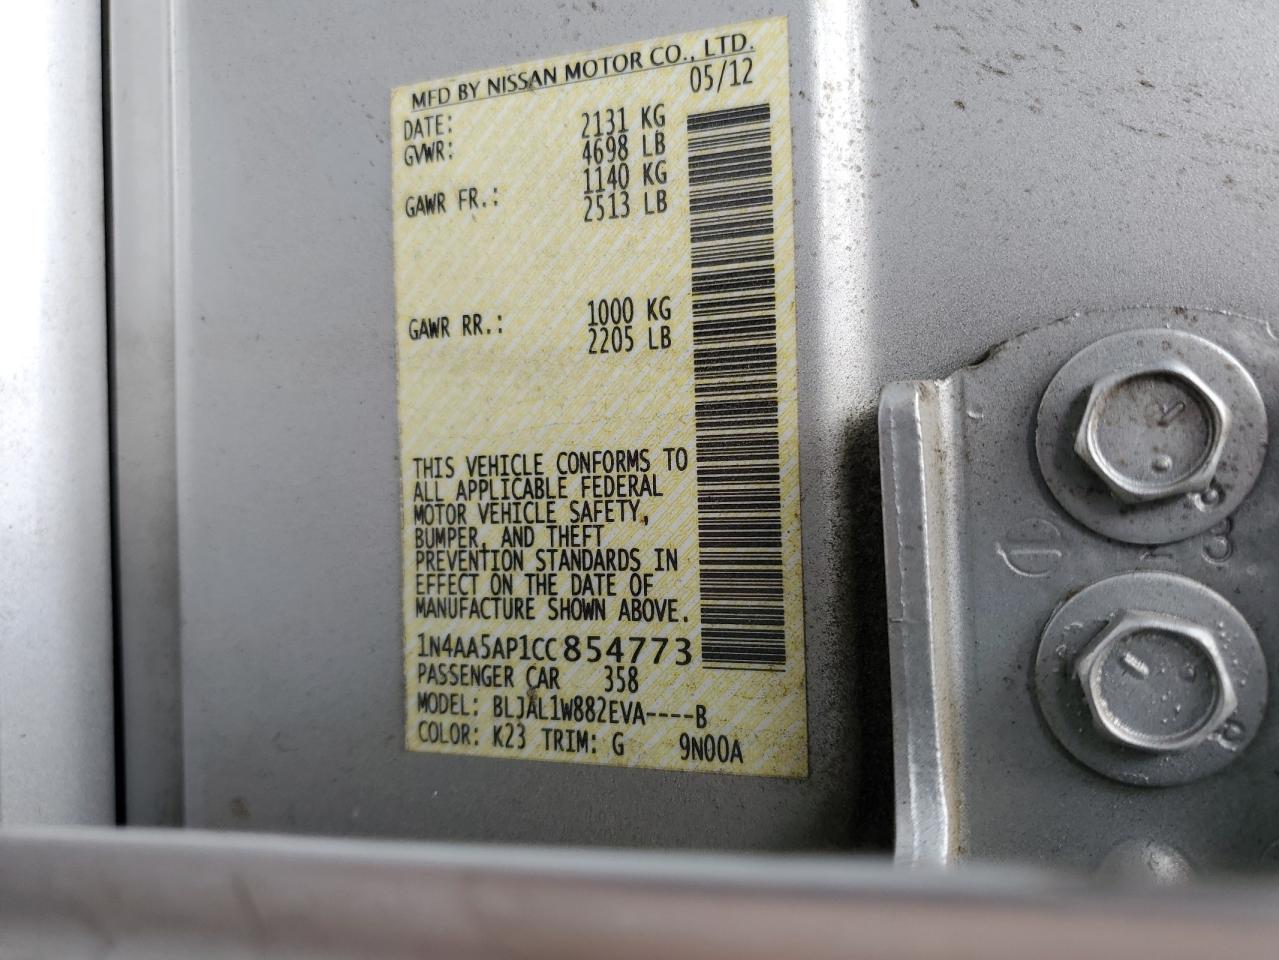 MFD BY NISSAN MOTOR CO., LTD.
DATE: 05/12
GVWR: 2131 KG
4698 LB
GAWR FR.: 1140 KG
2513 LB
GAWR RR.: 1000 KG
2205 LB
THIS VEHICLE CONFORMS TO
ALL APPLICABLE FEDERAL
MOTOR VEHICLE SAFETY,
BUMPER, AND THEFT
PREVENTION STANDARDS IN
EFFECT ON THE DATE OF
MANUFACTURE SHOWN ABOVE.
1N4AA5AP1CC854773
PASSENGER CAR 358
MODEL: BLJAL1W882EVA----B
COLOR: K23 TRIM: G 9N00A